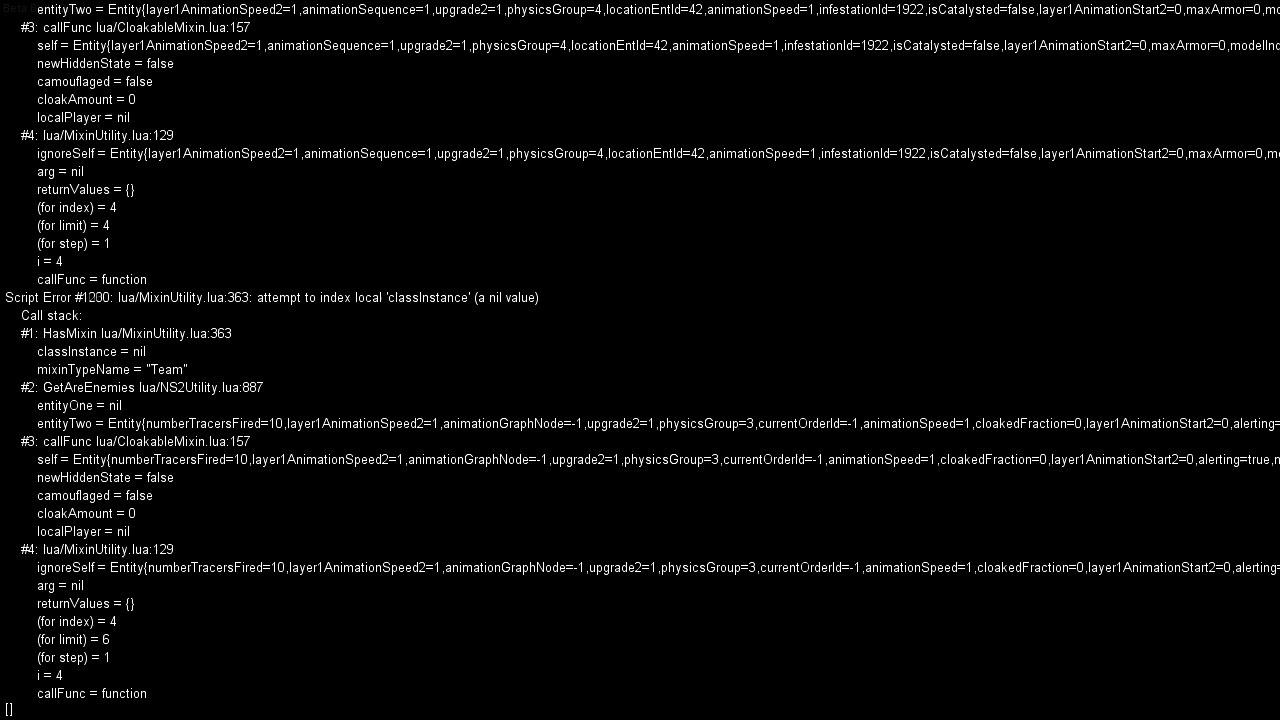 Beta
entityTwo = Entity{layer1AnimationSpeed2=1,animationSequence=1,upgrade2=1,physicsGroup=4,locationEntId=42,animationSpeed=1,infestationId=1922,isCatalysted=false,layer1AnimationStart2=0,maxArmor=0,mo
#3: callFunc lua/CloakableMixin.lua:157
self = Entity{layer1AnimationSpeed2=1,animationSequence=1,upgrade2=1,physicsGroup=4,locationEntId=42,animationSpeed=1,infestationId=1922,isCatalysted=false,layer1AnimationStart2=0,maxArmor=0,modelInd
newHiddenState = false
camouflaged = false
cloakAmount = 0
localPlayer = nil
#4: lua/MixinUtility.lua:129
ignoreSelf = Entity{layer1AnimationSpeed2=1,animationSequence=1,upgrade2=1,physicsGroup=4,locationEntId=42,animationSpeed=1,infestationId=1922,isCatalysted=false,layer1AnimationStart2=0,maxArmor=0,mo
arg = nil
returnValues = {}
(for index) = 4
(for limit) = 4
(for step) = 1
i = 4
callFunc = function
Script Error #1200: lua/MixinUtility.lua:363: attempt to index local 'classInstance' (a nil value)
Call stack:
#1: HasMixin lua/MixinUtility.lua:363
classInstance = nil
mixinTypeName = "Team"
#2: GetAreEnemies lua/NS2Utility.lua:887
entityOne = nil
entityTwo = Entity{numberTracersFired=10,layer1AnimationSpeed2=1,animationGraphNode=-1,upgrade2=1,physicsGroup=3,currentOrderId=-1,animationSpeed=1,cloakedFraction=0,layer1AnimationStart2=0,alerting=
#3: callFunc lua/CloakableMixin.lua:157
self = Entity{numberTracersFired=10,layer1AnimationSpeed2=1,animationGraphNode=-1,upgrade2=1,physicsGroup=3,currentOrderId=-1,animationSpeed=1,cloakedFraction=0,layer1AnimationStart2=0,alerting=true,n
newHiddenState = false
camouflaged = false
cloakAmount = 0
localPlayer = nil
#4: lua/MixinUtility.lua:129
ignoreSelf = Entity{numberTracersFired=10,layer1AnimationSpeed2=1,animationGraphNode=-1,upgrade2=1,physicsGroup=3,currentOrderId=-1,animationSpeed=1,cloakedFraction=0,layer1AnimationStart2=0,alerting=
arg = nil
returnValues = {}
(for index) = 4
(for limit) = 6
(for step) = 1
i = 4
callFunc = function
[]